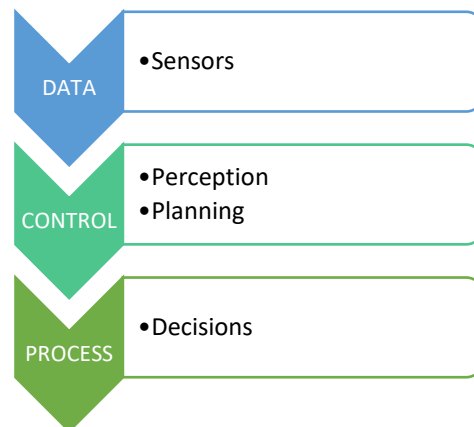 DATA
•Sensors
CONTROL
•Perception
•Planning
PROCESS
•Decisions